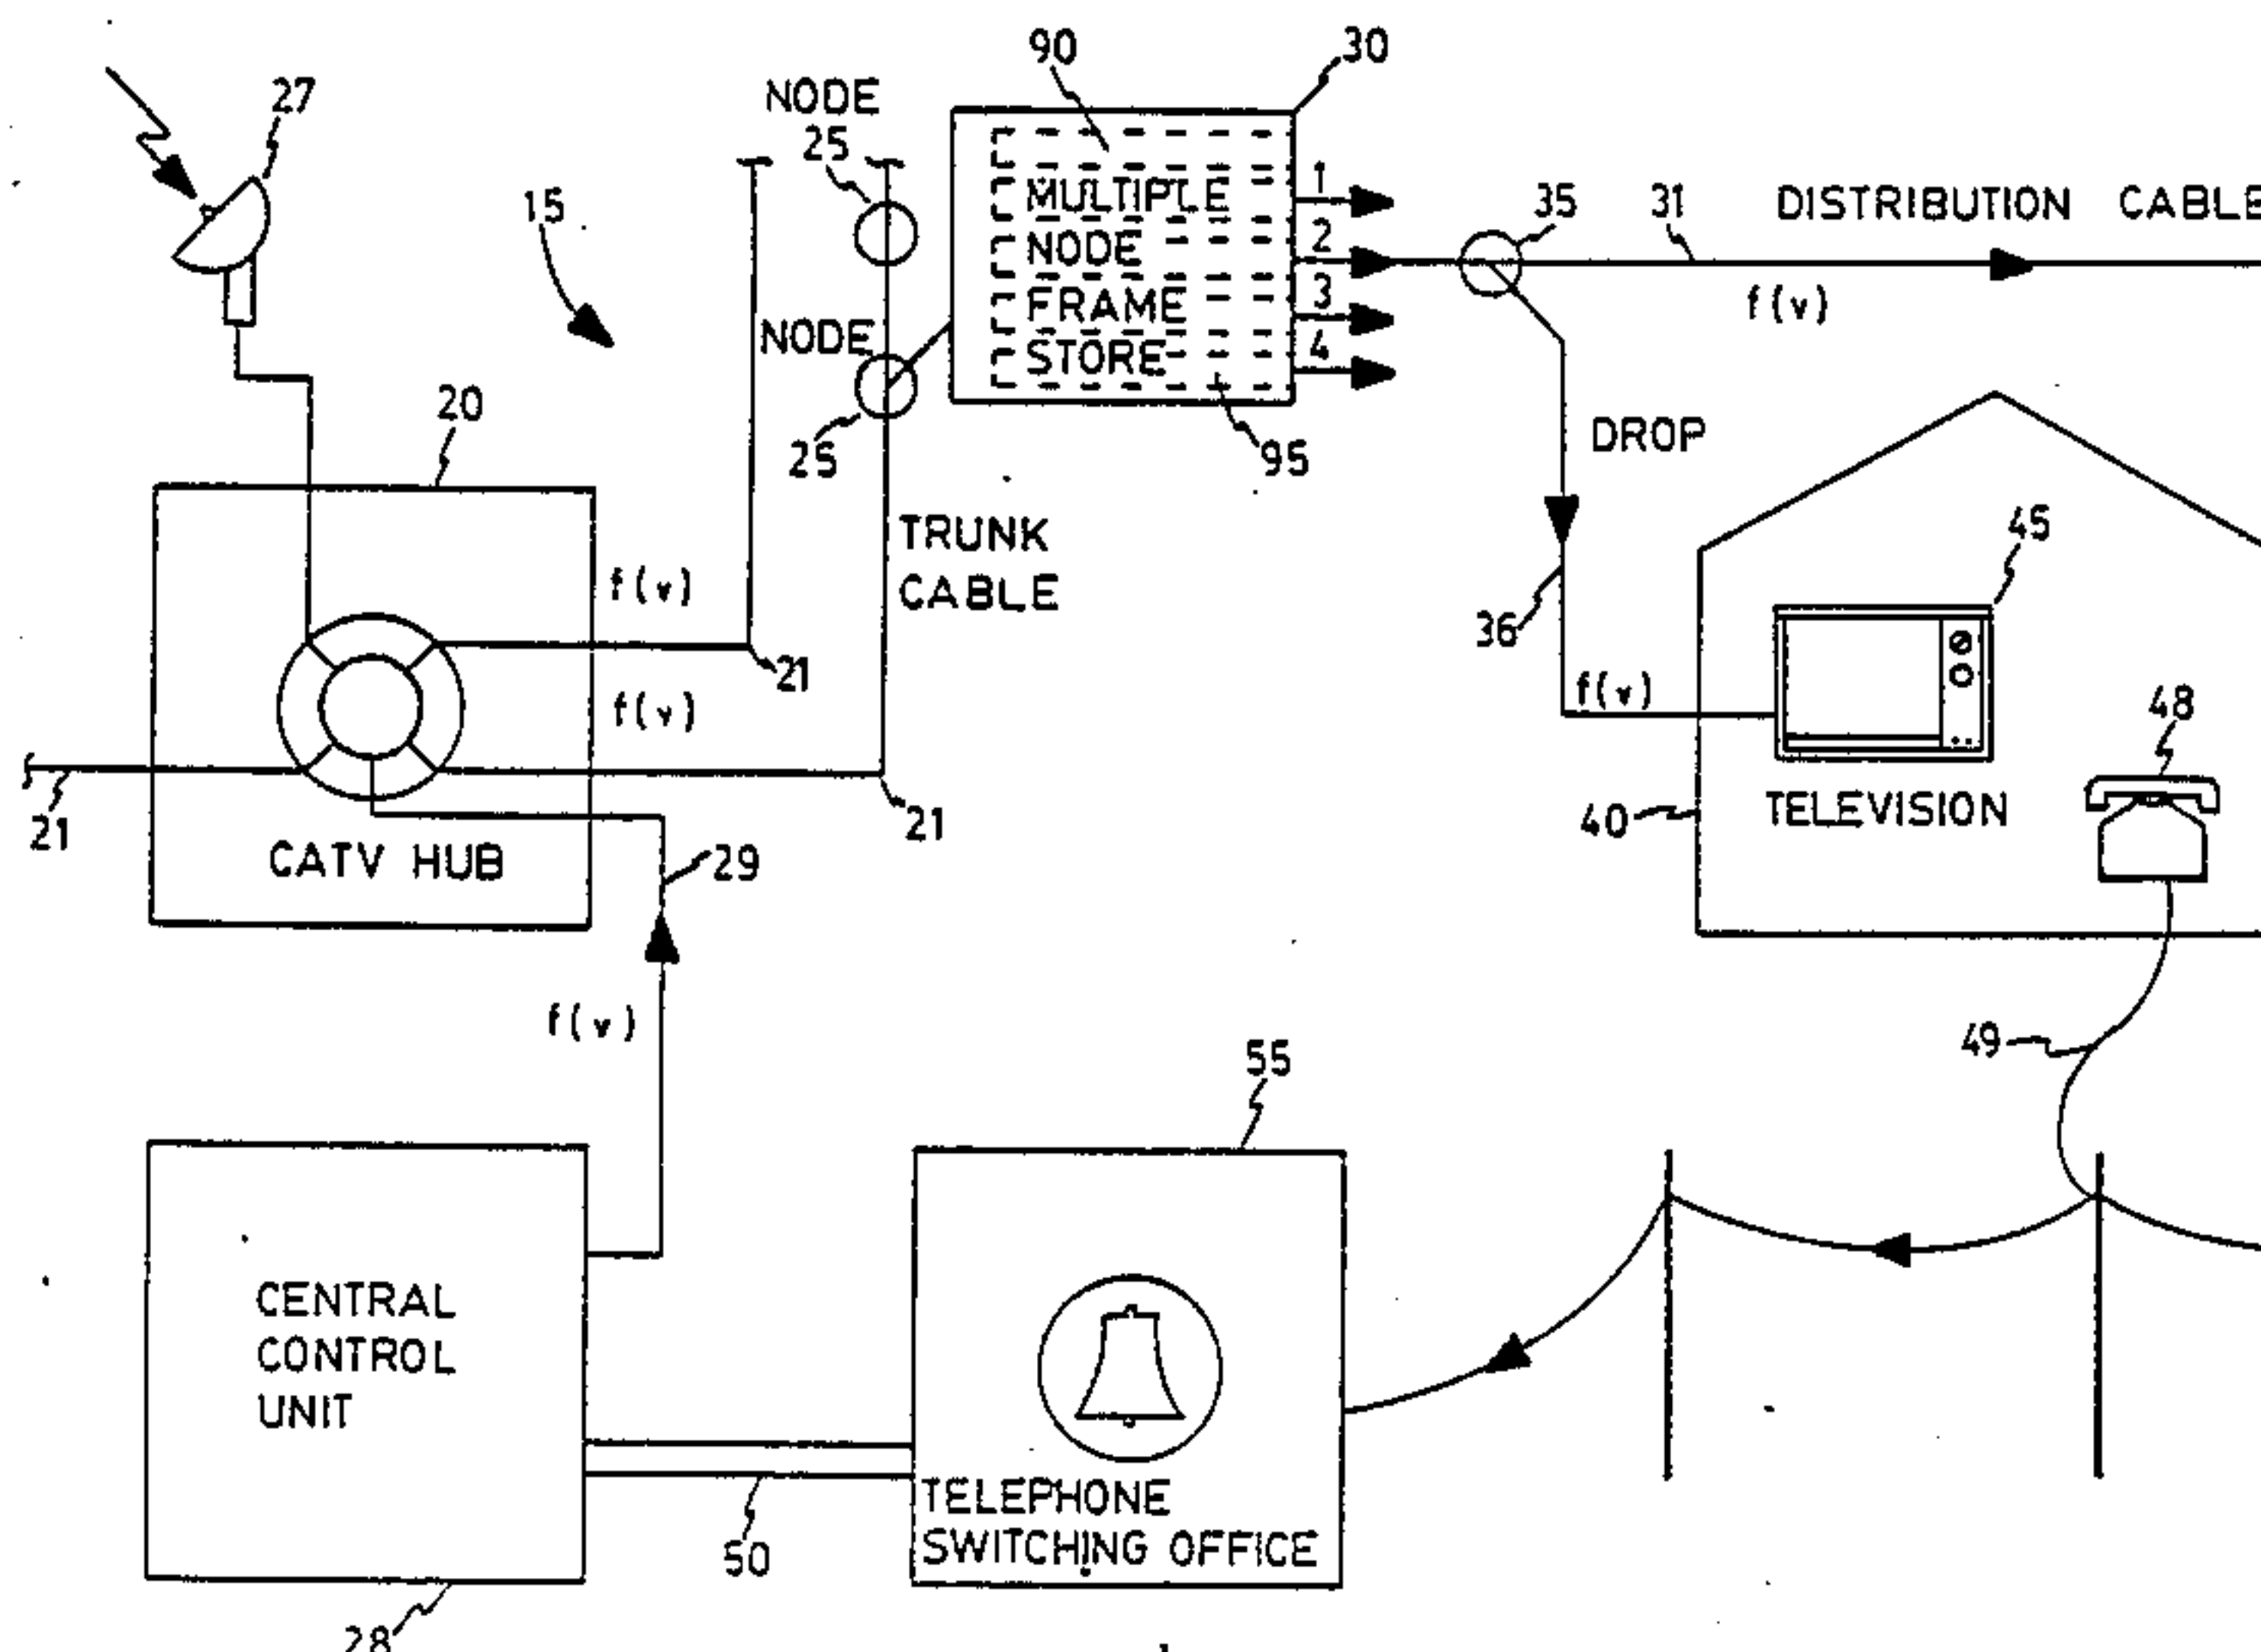 90
30
27
NODE
25
15
MULTIPLE
NODE
FRAME
STORE
1
2
3
4
35
31
DISTRIBUTION CABLE
f(v)
NODE
25
95
DROP
20
TRUNK
CABLE
f(v)
f(v)
21
21
21
CATV HUB
29
f(v)
36
f(v)
45
48
40
TELEVISION
49
55
CENTRAL
CONTROL
UNIT
TELEPHONE
SWITCHING OFFICE
50
28